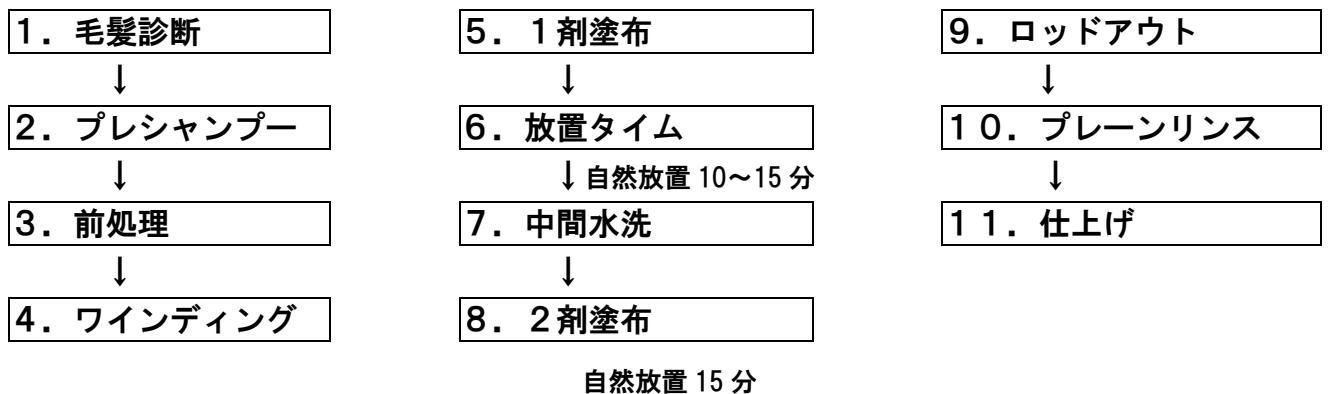 １．毛髪診断
↓
２．プレシャンプー
↓
３．前処理
↓
４．ワインディング
５．１剤塗布
↓
６．放置タイム
↓自然放置 10～15 分
７．中間水洗
↓
８．２剤塗布
自然放置 15 分
９．ロッドアウト
↓
１０．プレーンリンス
↓
１１．仕上げ